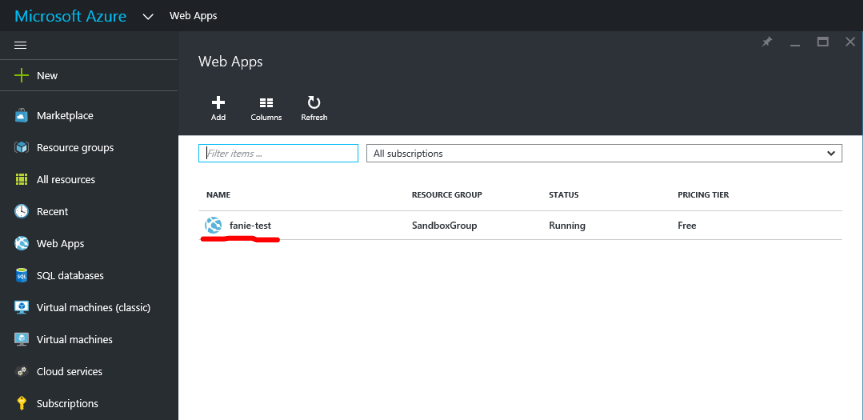 Microsoft Azure Web Apps
New
Marketplace
Resource groups
All resources
Recent
Web Apps
SQL databases
SQL
Virtual machines (classic)
Virtual machines
Cloud services
Subscriptions
Web Apps
Add Columns Refresh
Filter items ... All subscriptions
NAME RESOURCE GROUP STATUS PRICING TIER
fanie-test SandboxGroup Running Free